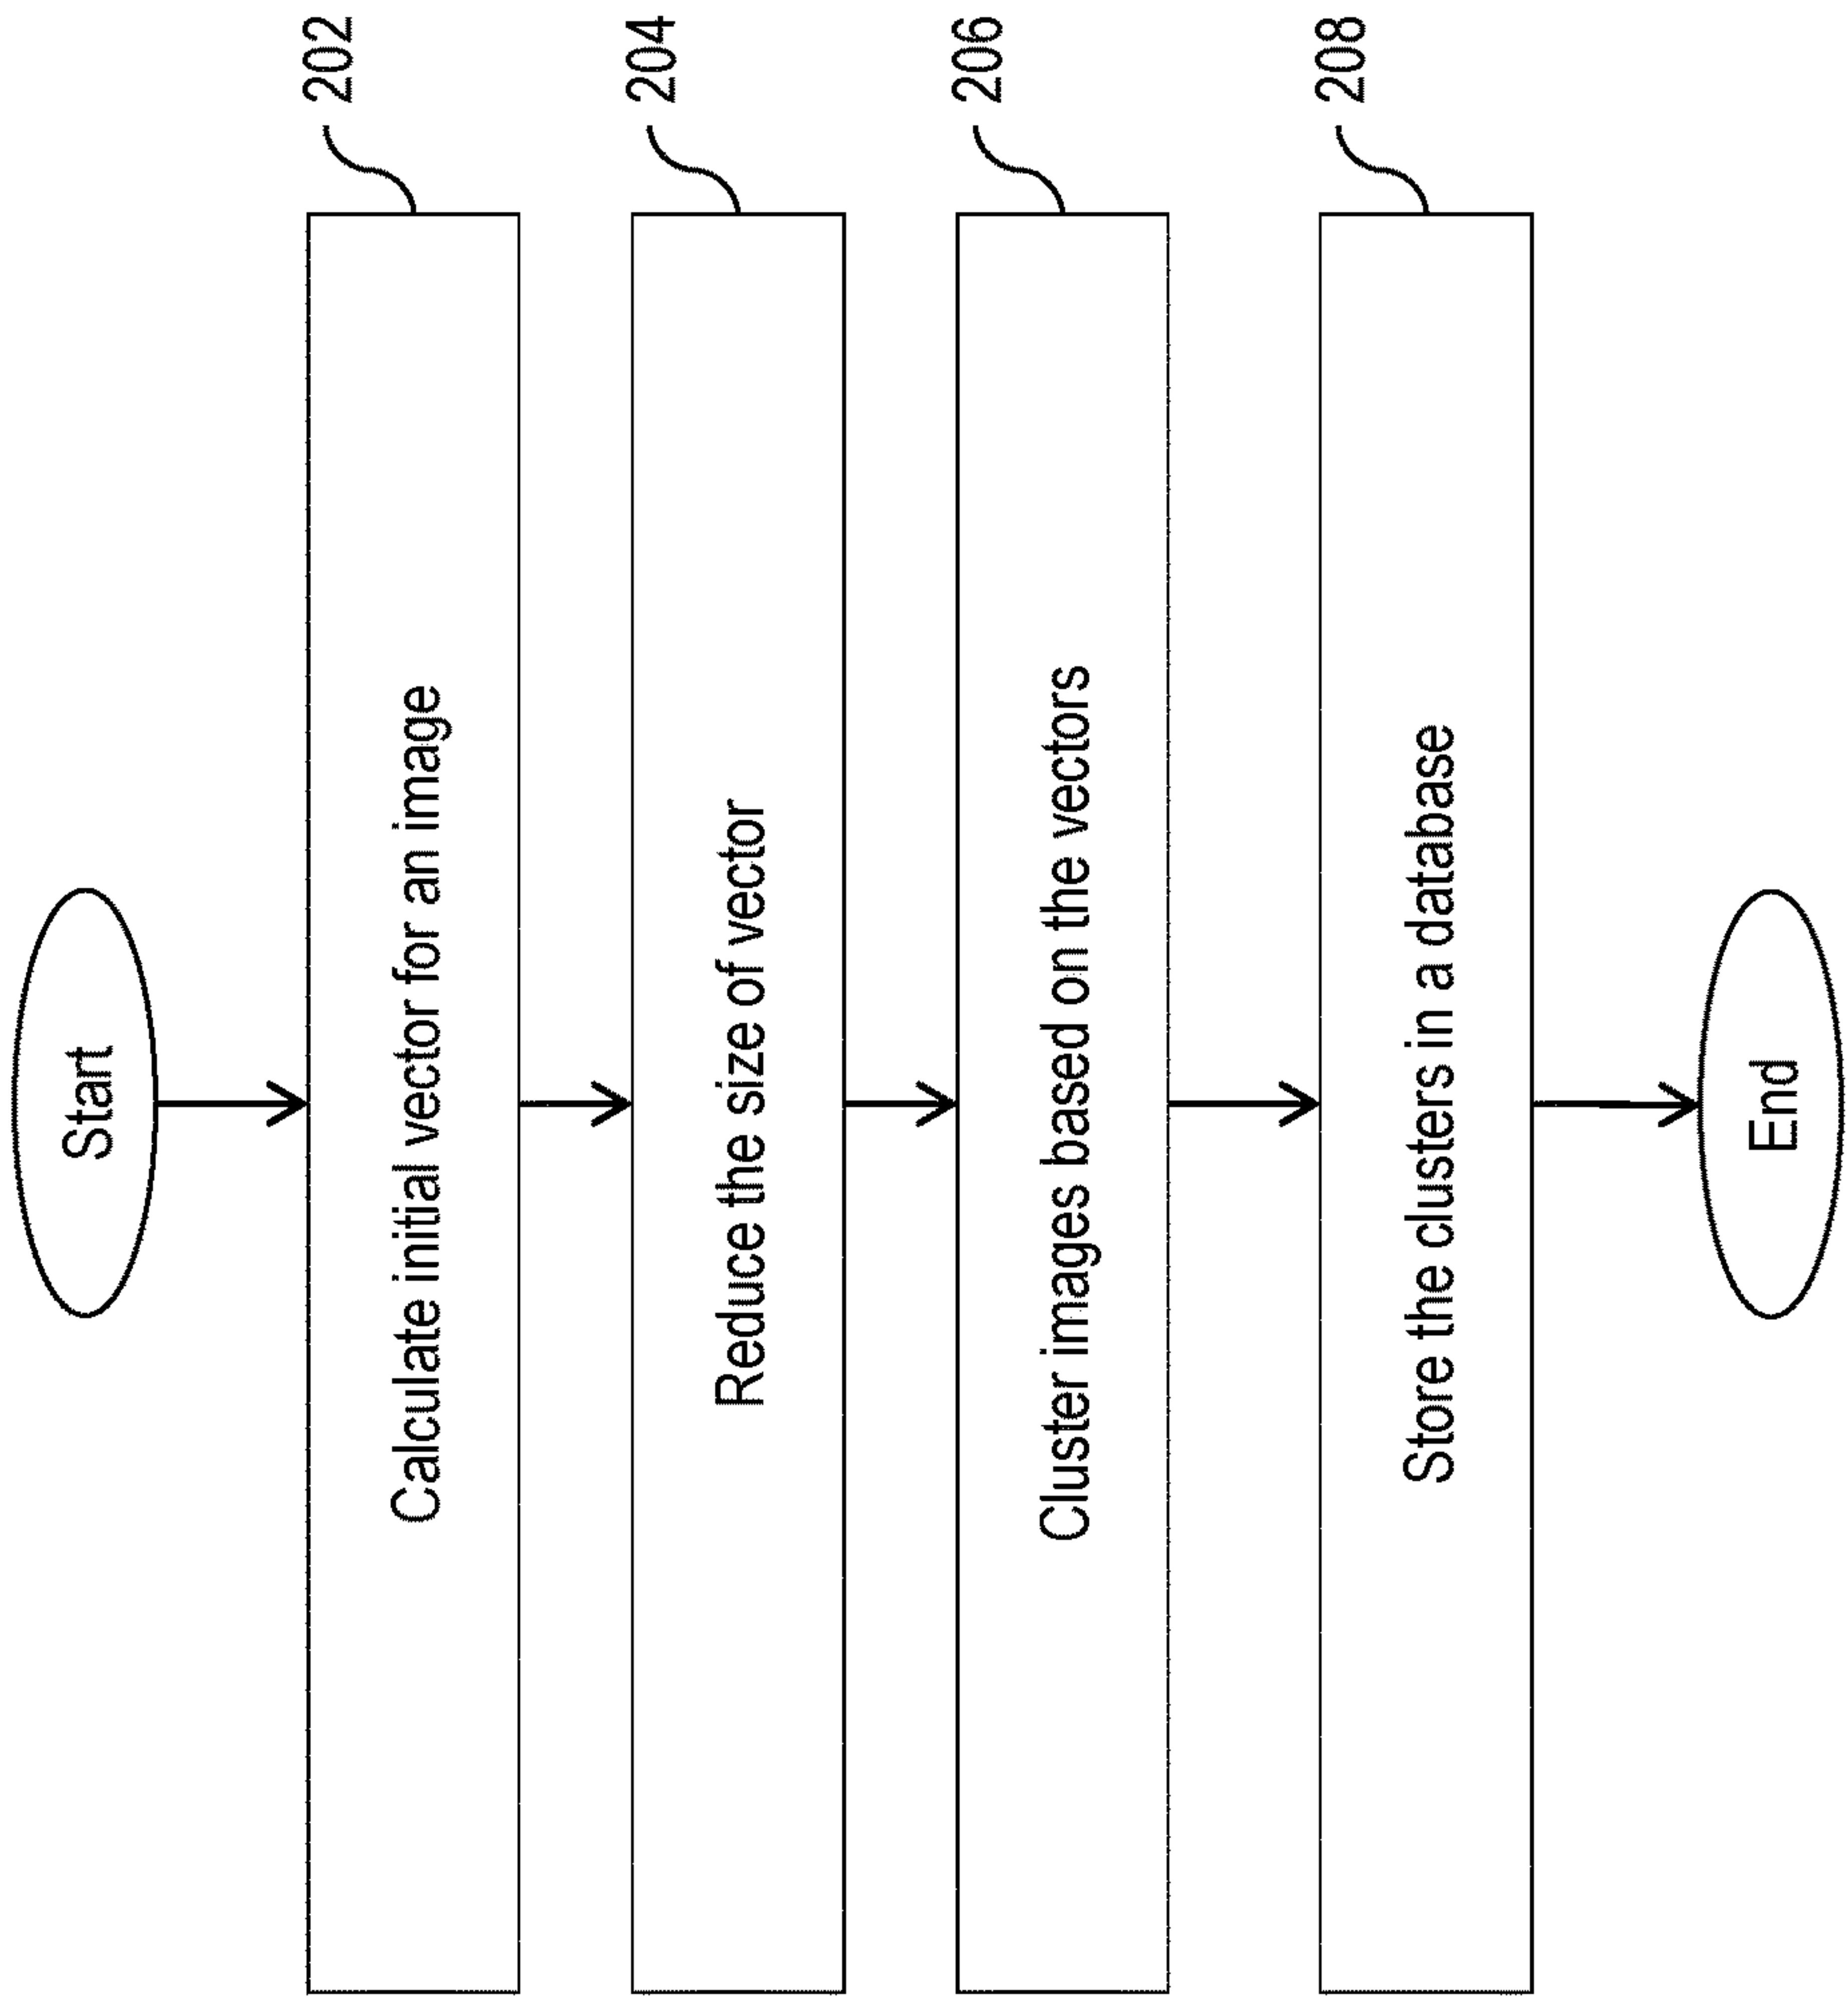 Start
Calculate initial vector for an image
202
Reduce the size of vector
204
Cluster images based on the vectors
206
Store the clusters in a database
208
End